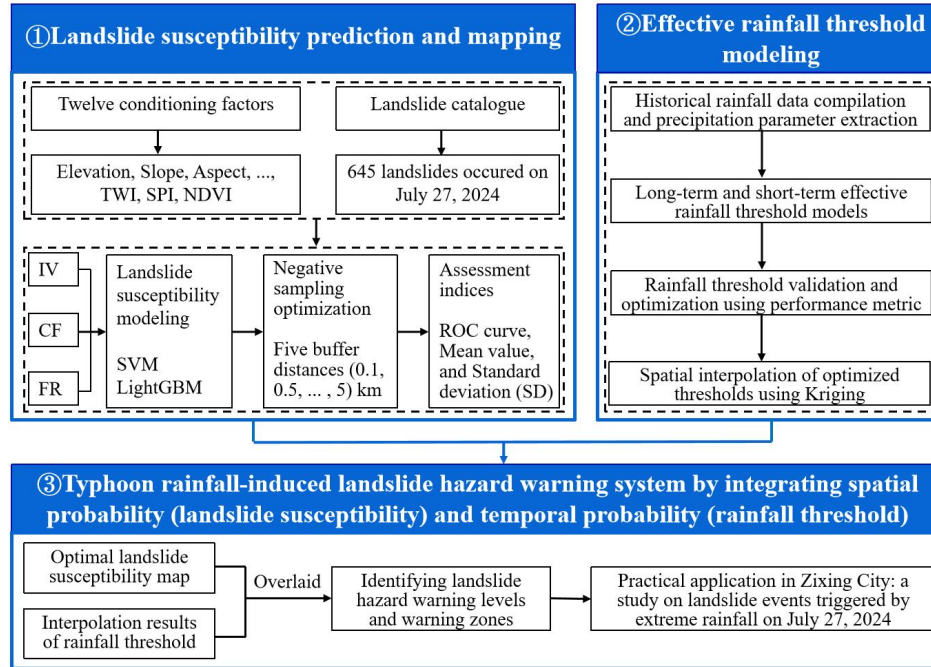 ①Landslide susceptibility prediction and mapping
Twelve conditioning factors
Landslide catalogue
Elevation, Slope, Aspect, ...,
TWI, SPI, NDVI
645 landslides occured on
July 27, 2024
IV
CF
FR
Landslide
susceptibility
modeling
SVM
LightGBM
Negative
sampling
optimization
Five buffer
distances (0.1,
0.5, ... , 5) km
Assessment
indices
ROC curve,
Mean value,
and Standard
deviation (SD)
②Effective rainfall threshold
modeling
Historical rainfall data compilation
and precipitation parameter extraction
Long-term and short-term effective
rainfall threshold models
Rainfall threshold validation and
optimization using performance metric
Spatial interpolation of optimized
thresholds using Kriging
③Typhoon rainfall-induced landslide hazard warning system by integrating spatial
probability (landslide susceptibility) and temporal probability (rainfall threshold)
Optimal landslide
susceptibility map
Interpolation results
of rainfall threshold
Overlaid
Identifying landslide
hazard warning levels
and warning zones
Practical application in Zixing City: a
study on landslide events triggered by
extreme rainfall on July 27, 2024